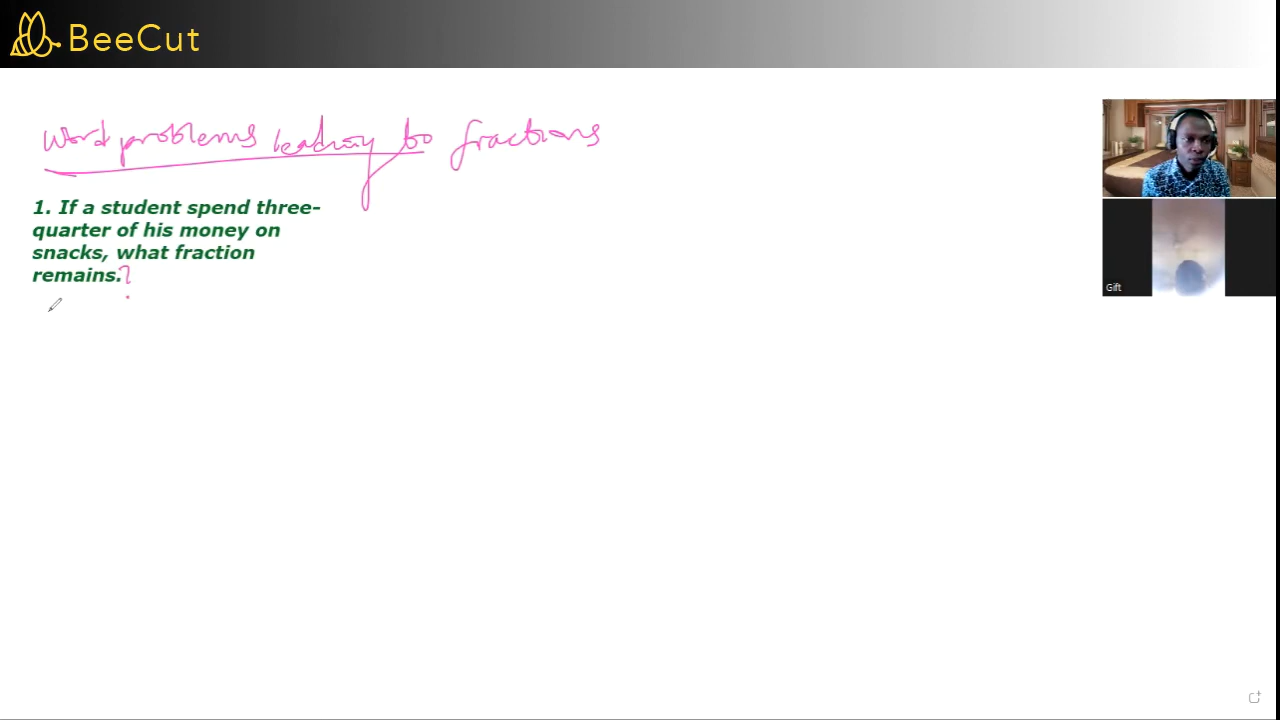 BeeCut
Word problems leading to fractions
1. If a student spend three-
quarter of his money on
snacks, what fraction
remains.?
Gift